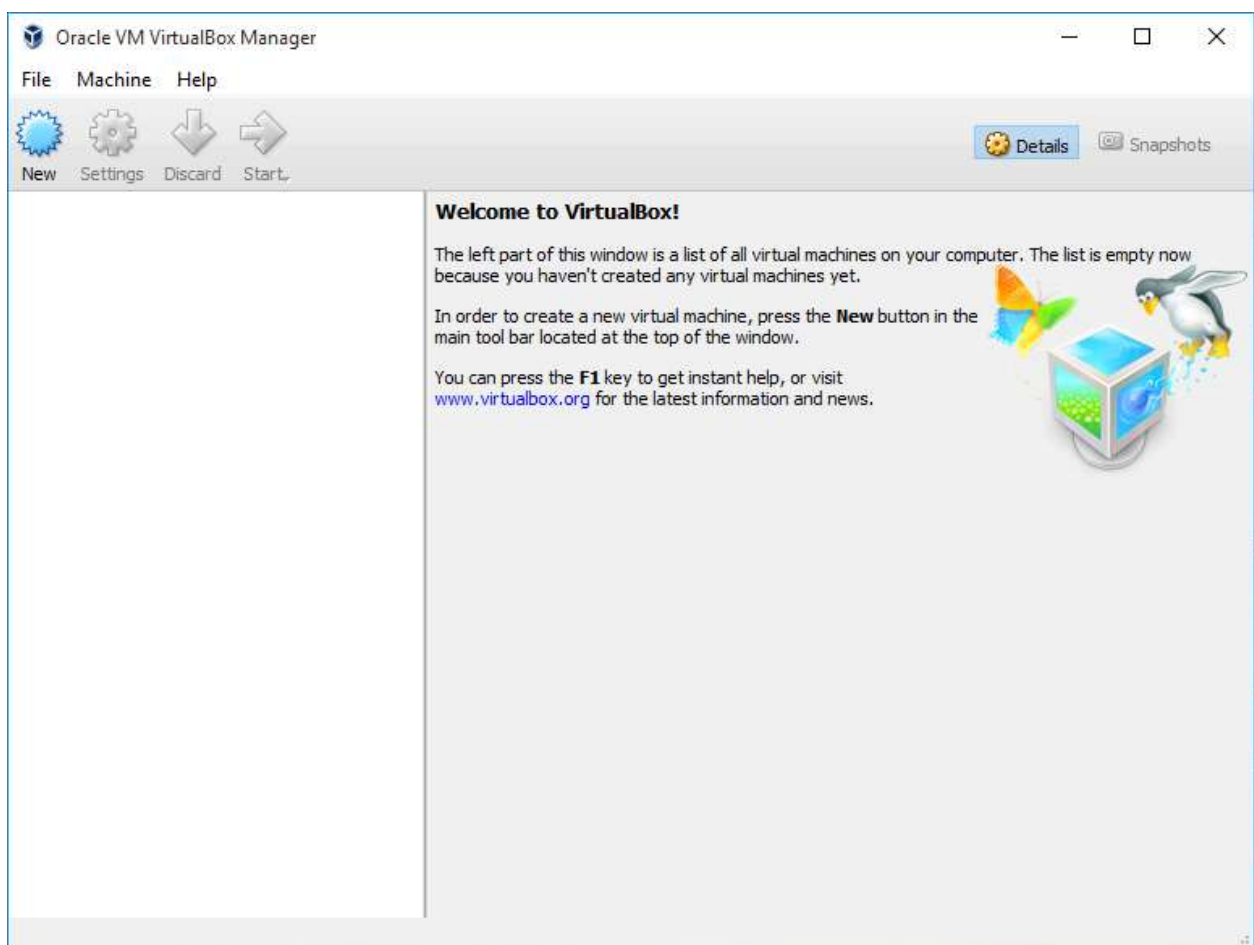 Oracle VM VirtualBox Manager
File Machine Help
New Settings Discard Start
Details Snapshots
Welcome to VirtualBox!
The left part of this window is a list of all virtual machines on your computer. The list is empty now
because you haven't created any virtual machines yet.
In order to create a new virtual machine, press the New button in the
main tool bar located at the top of the window.
You can press the F1 key to get instant help, or visit
www.virtualbox.org for the latest information and news.